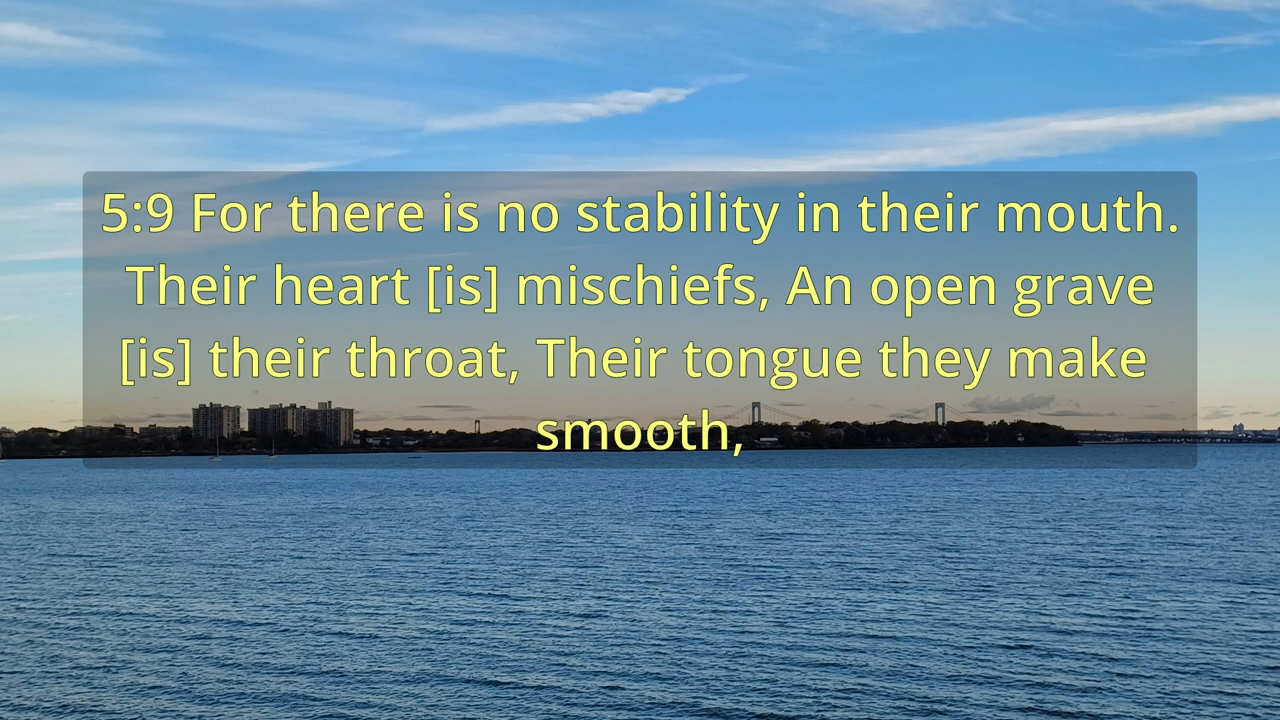 5:9 For there is no stability in their mouth.
Their heart [is] mischiefs, An open grave
[is] their throat, Their tongue they make
smooth,